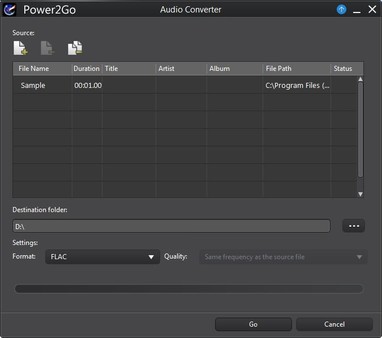 Power2Go
Audio Converter
Source:
File Name Duration Title Artist Album File Path Status
Sample 00:01.00 C:\Program Files (...
Destination folder:
D:\
...
Settings:
Format: FLAC Quality: Same frequency as the source file
Go Cancel